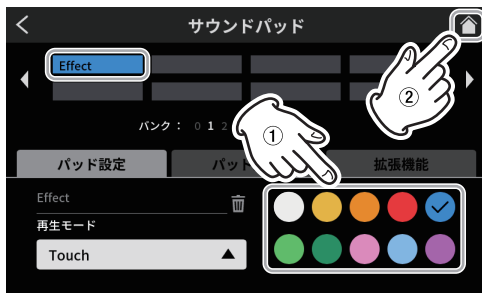 サウンドパッド
②
Effect
バンク： 0 1 2
①
パッド設定
パット
拡張機能
Effect
再生モード
Touch